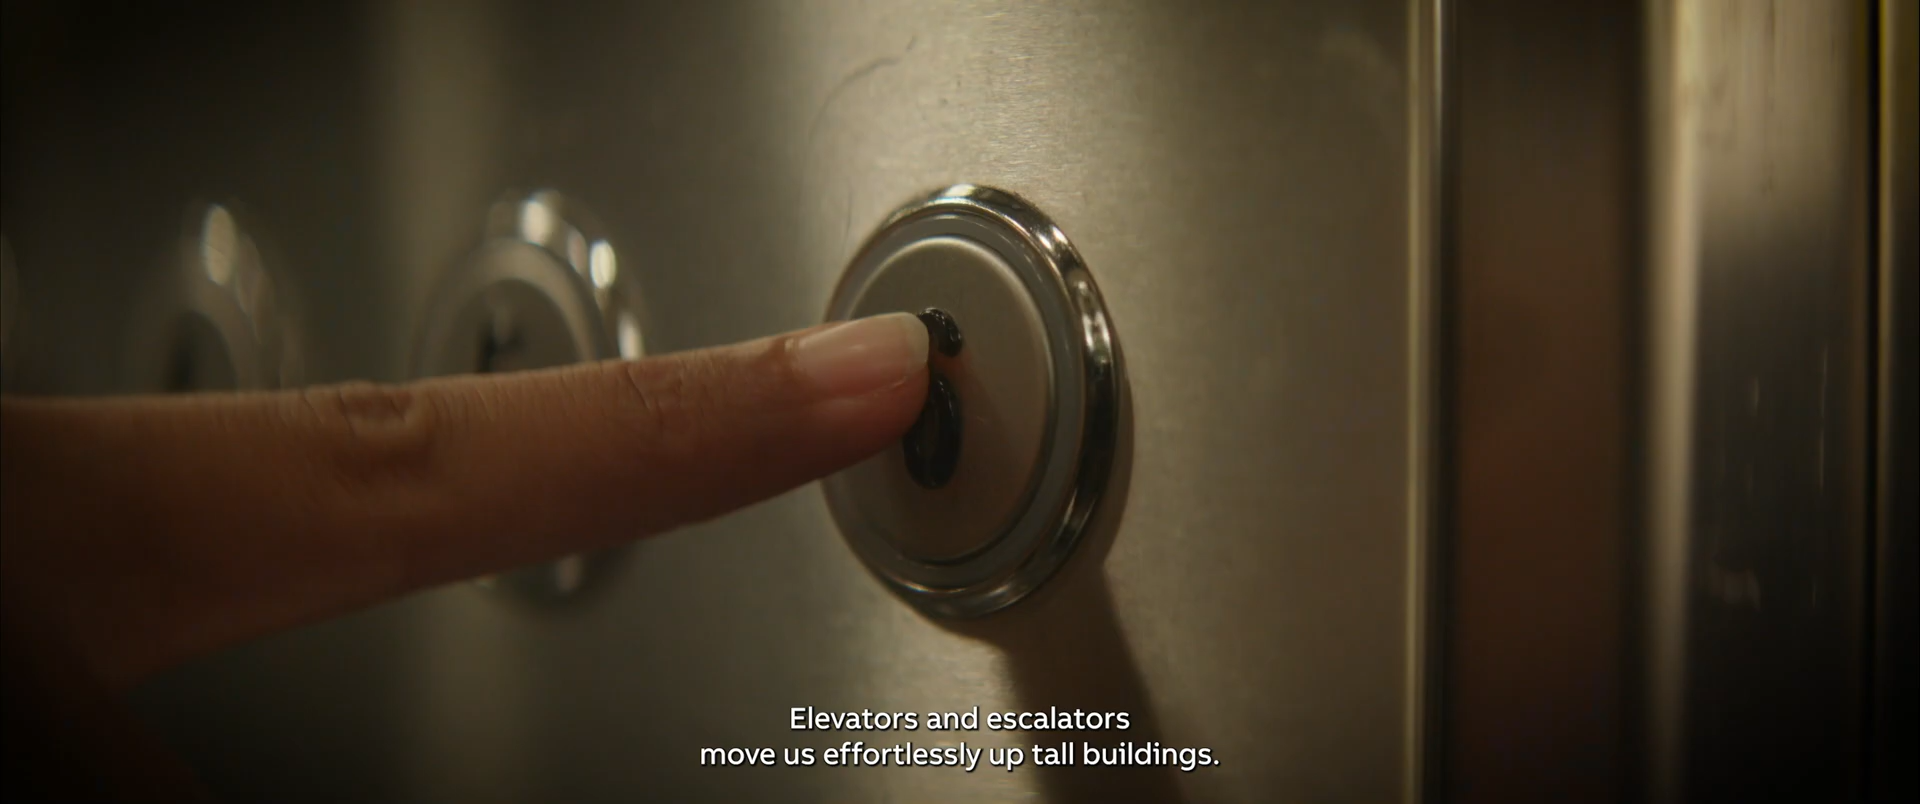 Elevators and escalators
move us effortlessly up tall buildings.